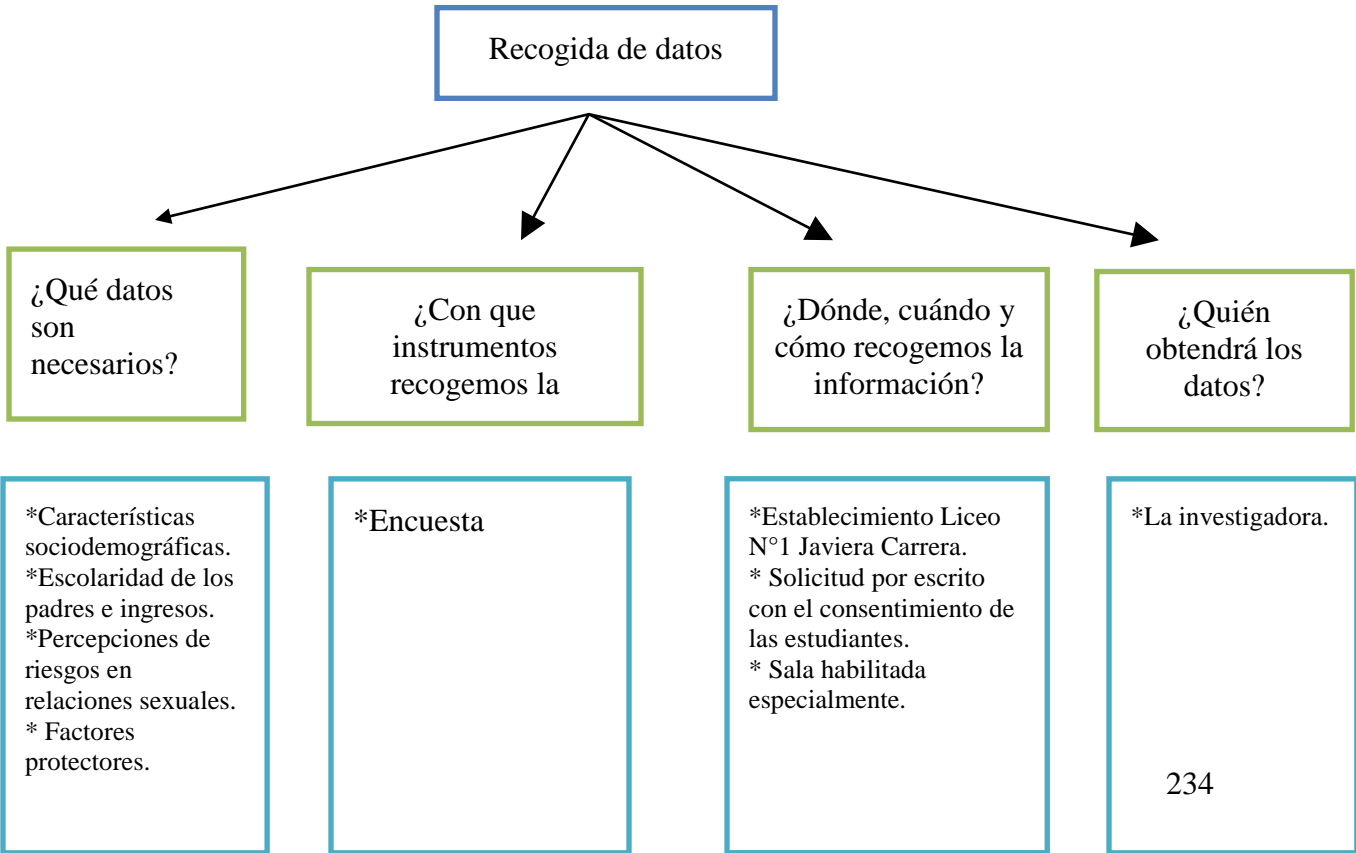 Recogida de datos
¿Qué datos
son
necesarios?
¿Con que
instrumentos
recogemos la
¿Dónde, cuándo y
cómo recogemos la
información?
¿Quién
obtendrá los
datos?
*Características
sociodemográficas.
*Escolaridad de los
padres e ingresos.
*Percepciones de
riesgos en
relaciones sexuales.
* Factores
protectores.
*Encuesta
*Establecimiento Liceo
N°1 Javiera Carrera.
* Solicitud por escrito
con el consentimiento de
las estudiantes.
* Sala habilitada
especialmente.
*La investigadora.
234